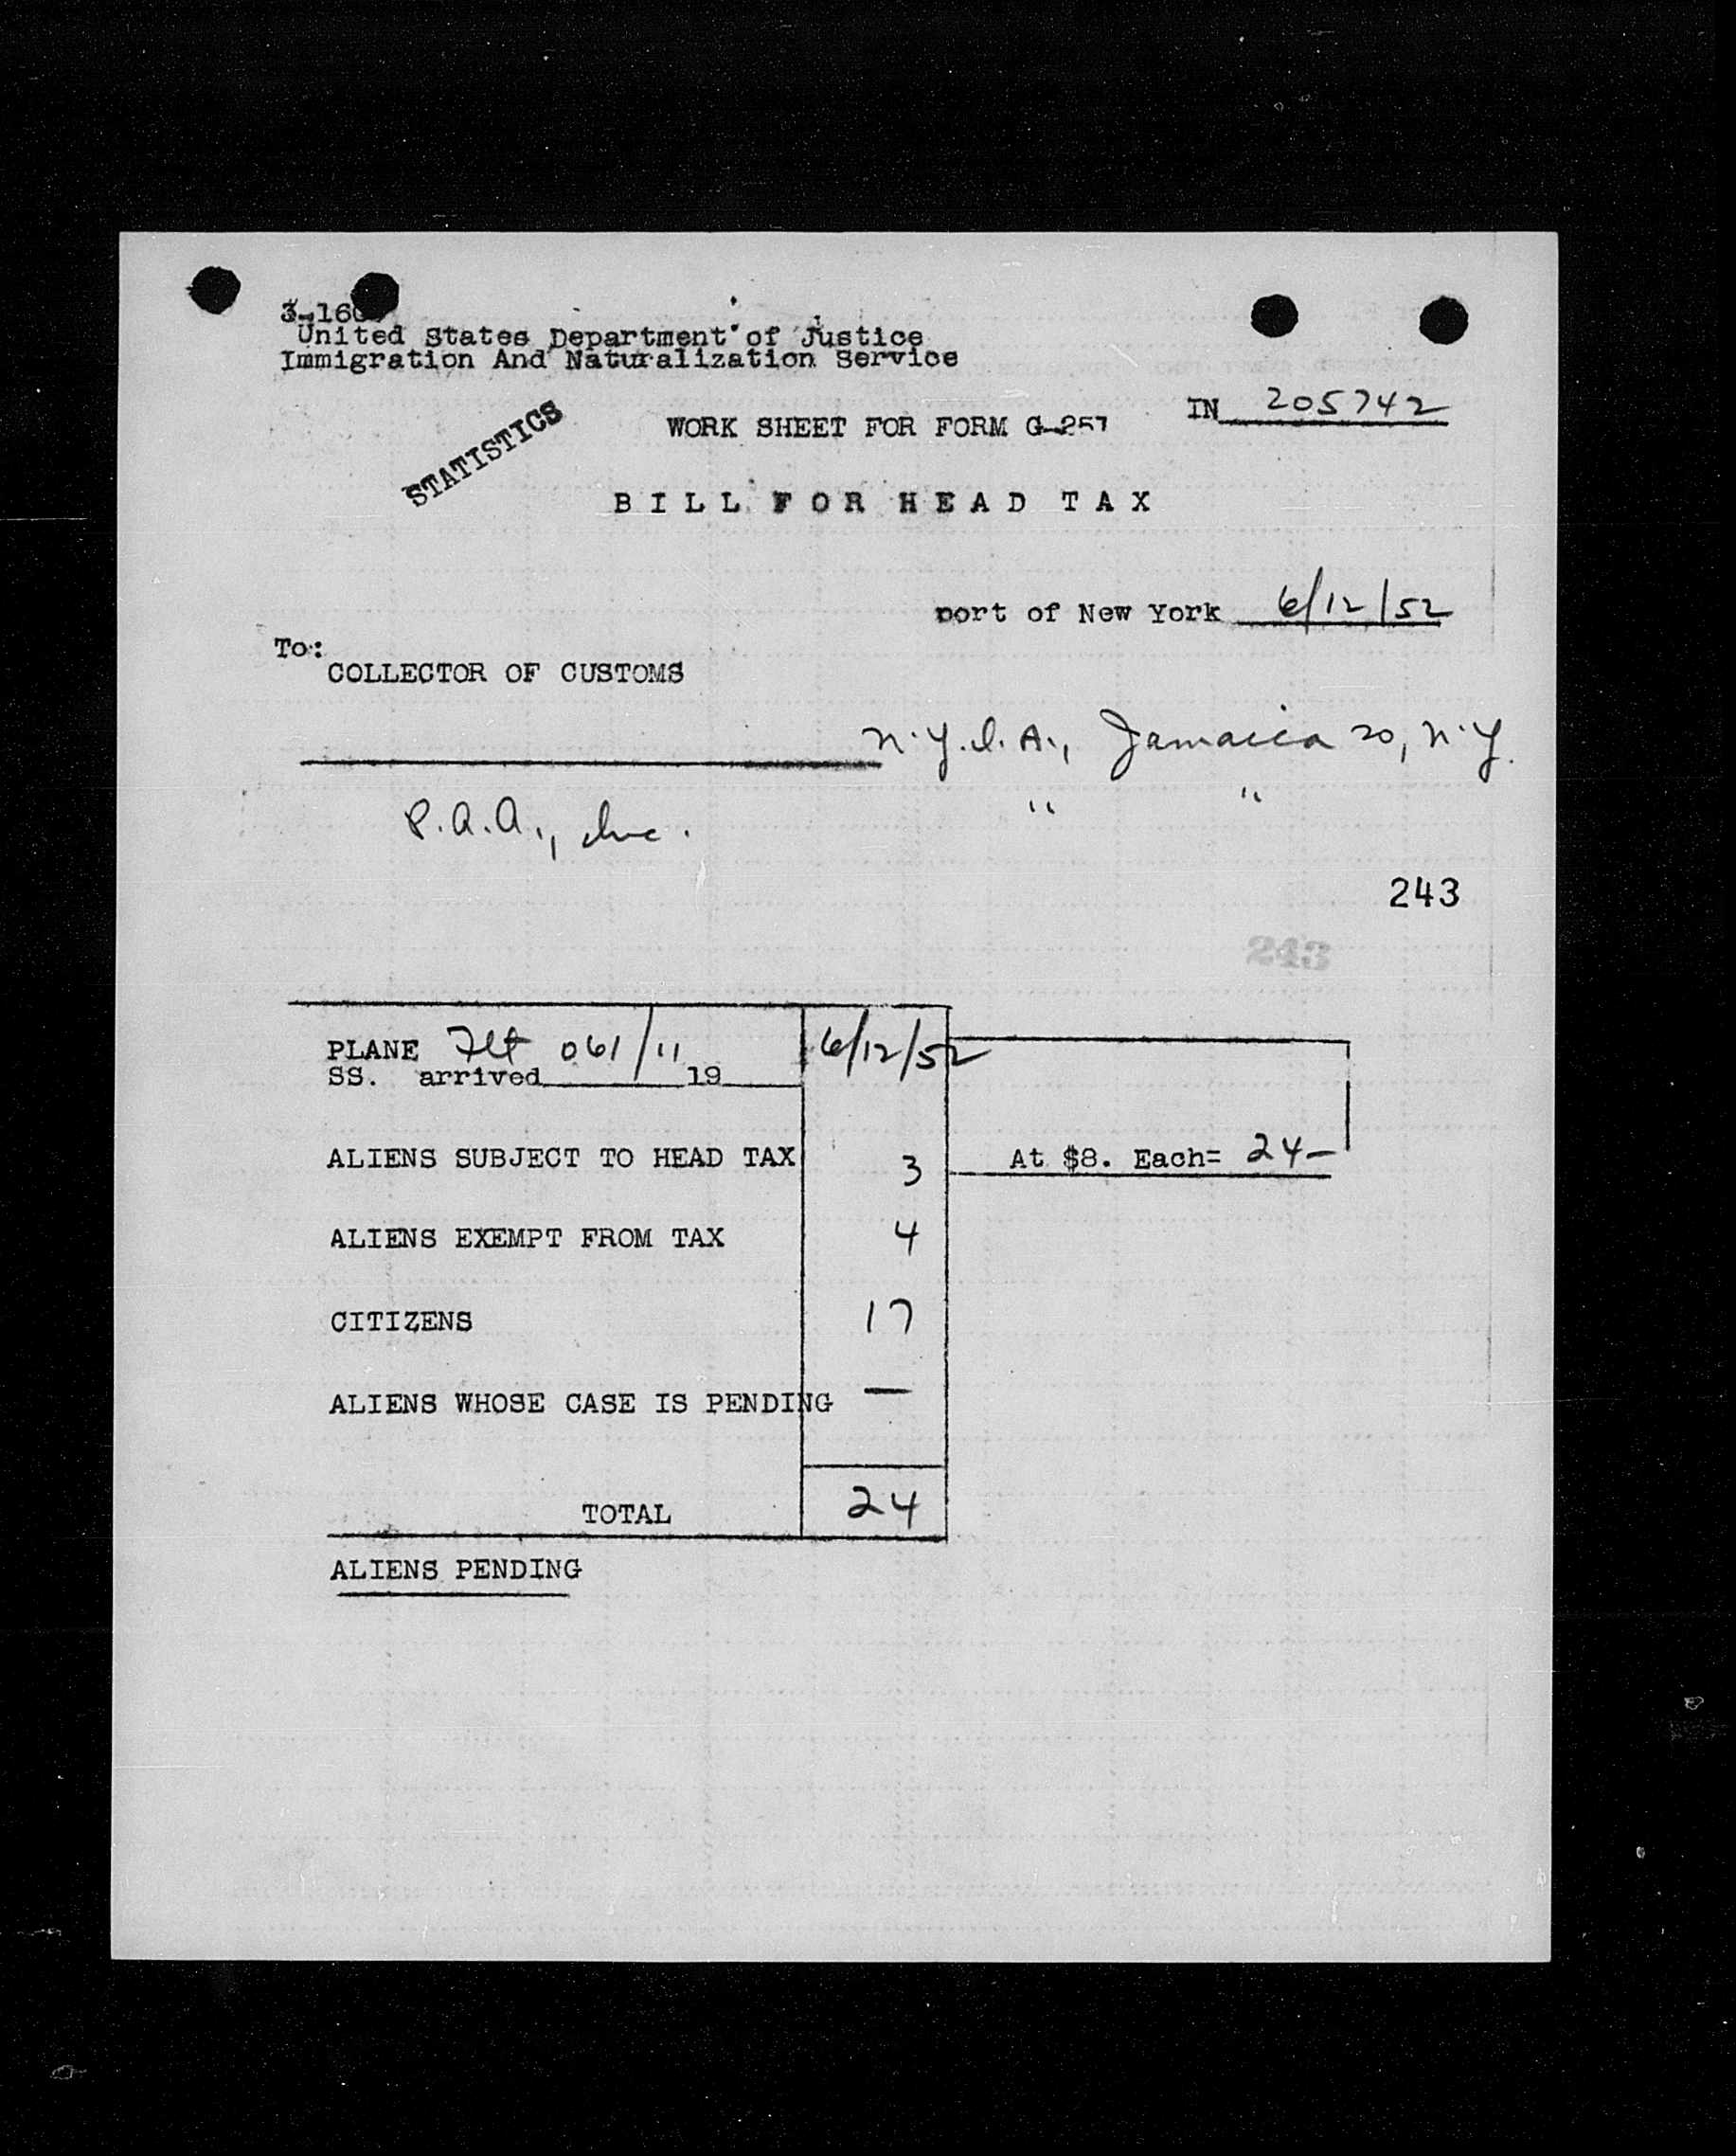 United States Department of Justice
Immigration And Naturalization Service
STATISTICS
WORK SHEET FOR FORM G-257
IN 205742
BILL FOR HEAD TAX
port of New York 6/12/52
To:
COLLECTOR OF CUSTOMS
N.Y.I.A., Jamaica 20, N.Y.
P.A.A., Inc. " "
243
243
PLANE Flt 061/11 6/12/52
SS. arrived 19
ALIENS SUBJECT TO HEAD TAX 3 At $8. Each= 24-
ALIENS EXEMPT FROM TAX 4
CITIZENS 17
ALIENS WHOSE CASE IS PENDING —
TOTAL 24
ALIENS PENDING